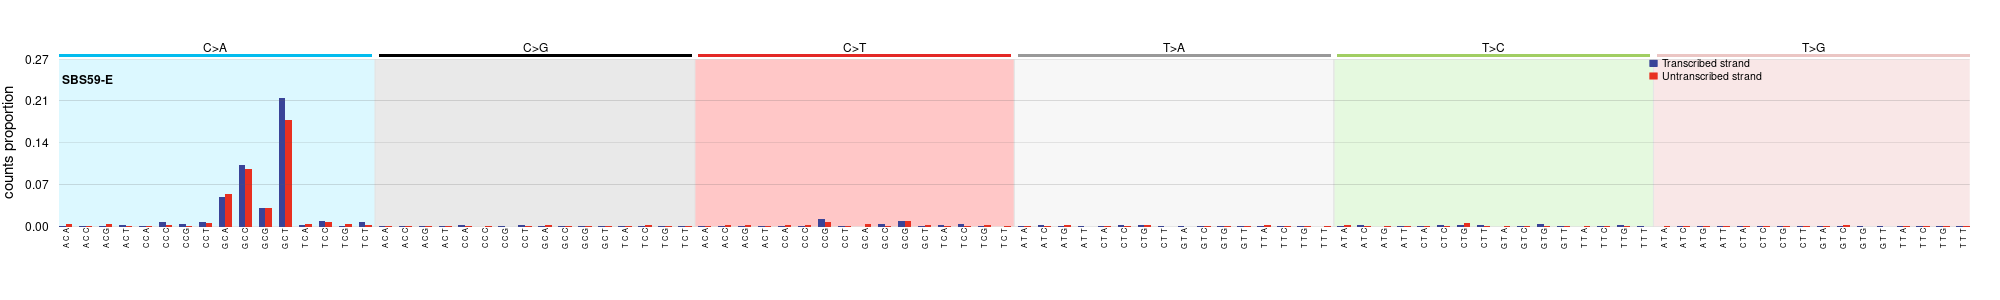 C>A C>G C>T T>A T>C T>G
0.27
SBS59-E
Transcribed strand
Untranscribed strand
0.21
0.14
0.07
0.00
counts proportion
ACA ACC ACG ACT CCA CCC CCG CCT GCA GCC GCG GCT TCA TCC TCG TCT ACA ACC ACG ACT CCA CCC CCG CCT GCA GCC GCG GCT TCA TCC TCG TCT ACA ACC ACG ACT CCA CCC CCG CCT GCA GCC GCG GCT TCA TCC TCG TCT ATA ATC ATG ATT CTA CTC CTG CTT GTA GTC GTG GTT TTA TTC TTG TTT ATA ATC ATG ATT CTA CTC CTG CTT GTA GTC GTG GTT TTA TTC TTG TTT ATA ATC ATG ATT CTA CTC CTG CTT GTA GTC GTG GTT TTA TTC TTG TTT